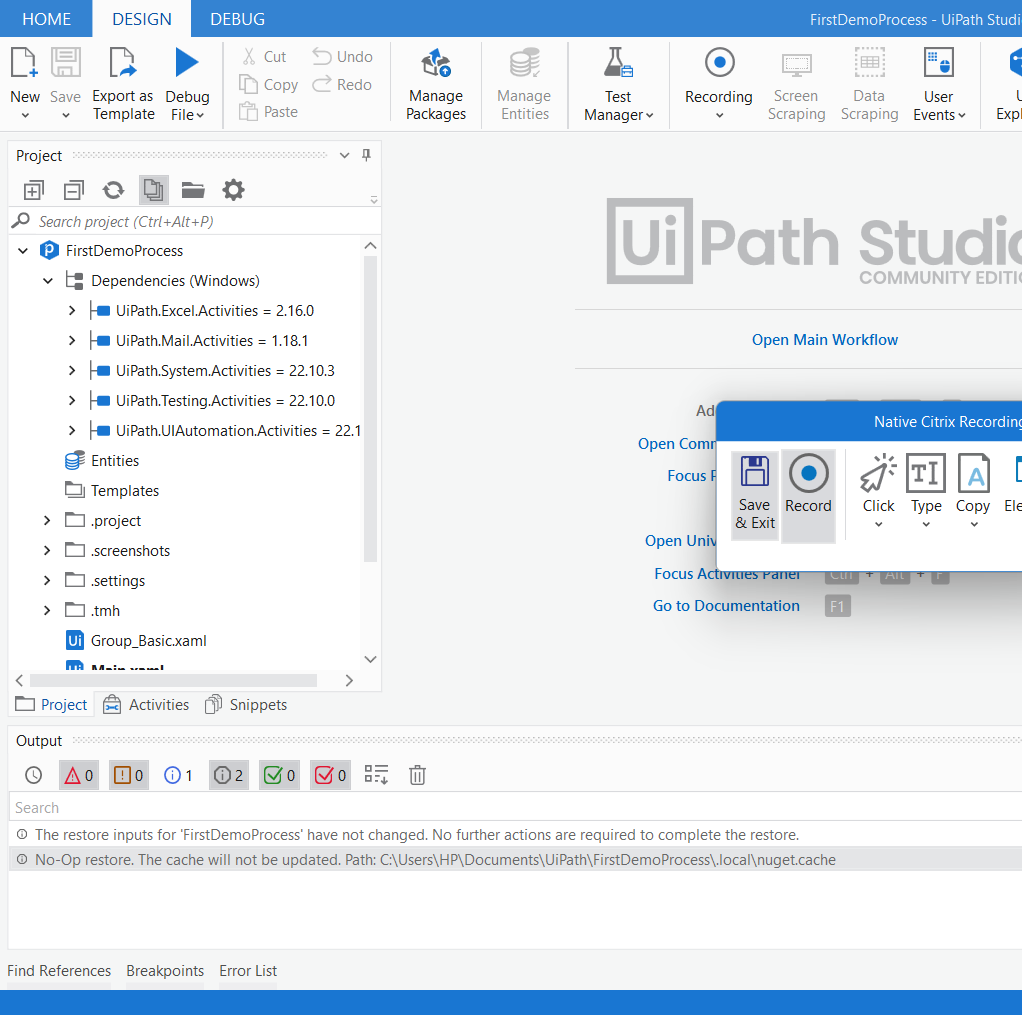 HOME DESIGN DEBUG FirstDemoProcess - UiPath Studi
New Save Export as Template Debug File
Cut Copy Paste Undo Redo
Manage Packages Manage Entities Test Manager Recording Screen Scraping Data Scraping User Events
Project
Search project (Ctrl+Alt+P)
FirstDemoProcess
Dependencies (Windows)
UiPath.Excel.Activities = 2.16.0
UiPath.Mail.Activities = 1.18.1
UiPath.System.Activities = 22.10.3
UiPath.Testing.Activities = 22.10.0
UiPath.UIAutomation.Activities = 22.1
Entities
Templates
.project
.screenshots
.settings
.tmh
Ui Group_Basic.xaml
Ui Main.xaml
Project Activities Snippets
Ui Path Studio
COMMUNITY EDITIO
Open Main Workflow
Ad
Open Comm
Focus P
Open Univ
Focus Activities Panel Ctrl + Alt + F
Go to Documentation F1
Native Citrix Recording
Save & Exit Record Click Type Copy Ele
Output
0 0 1 2 0 0
Search
The restore inputs for 'FirstDemoProcess' have not changed. No further actions are required to complete the restore.
No-Op restore. The cache will not be updated. Path: C:\Users\HP\Documents\UiPath\FirstDemoProcess\.local\nuget.cache
Find References Breakpoints Error List